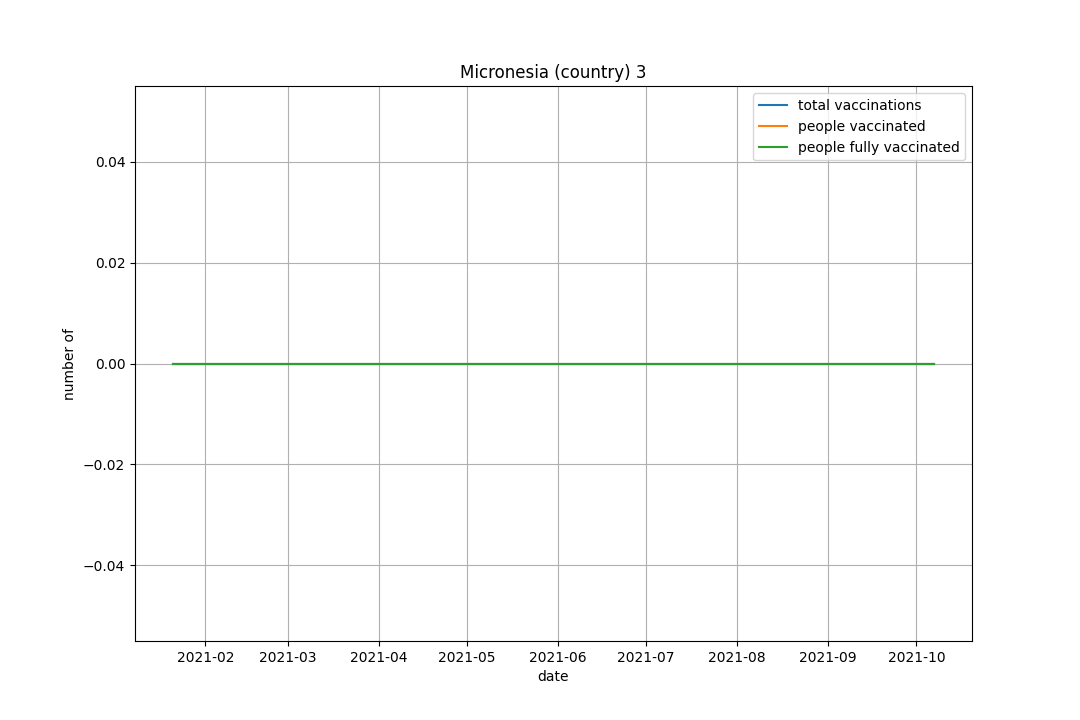 Micronesia (country) 3
total vaccinations
people vaccinated
people fully vaccinated
0.04
0.02
0.00
−0.02
−0.04
number of
2021-02 2021-03 2021-04 2021-05 2021-06 2021-07 2021-08 2021-09 2021-10
date